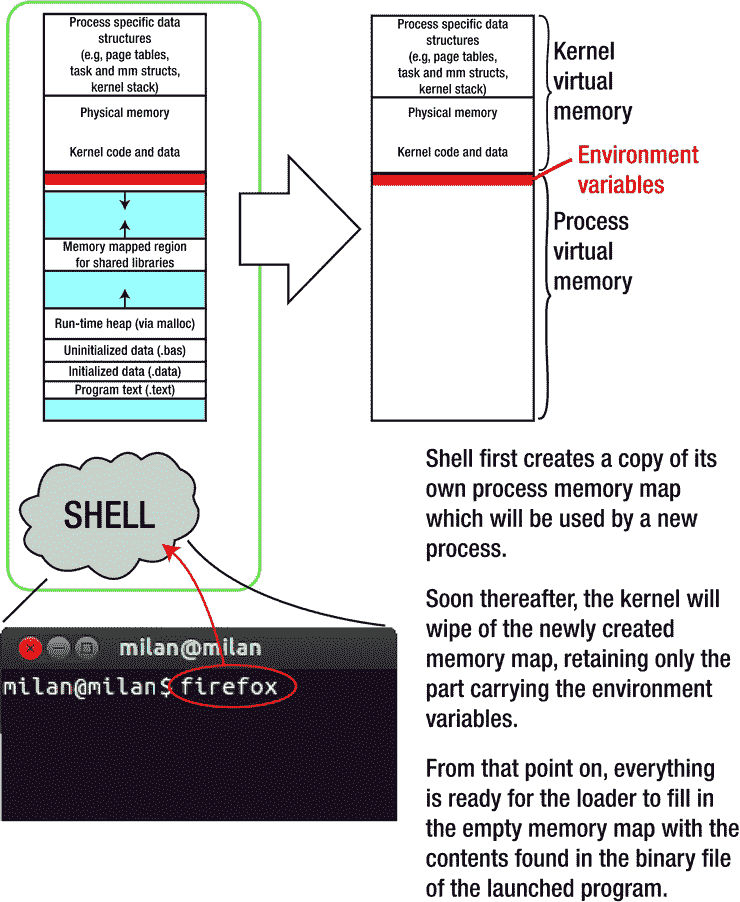 Process specific data
structures
(e.g, page tables,
task and mm structs,
kernel stack)
Physical memory
Kernel code and data
Memory mapped region
for shared libraries
Run-time heap (via malloc)
Uninitialized data (.bas)
Initialized data (.data)
Program text (.text)
Process specific data
structures
(e.g, page tables,
task and mm structs,
kernel stack)
Physical memory
Kernel code and data
Kernel
virtual
memory
Environment
variables
Process
virtual
memory
SHELL
milan@milan
milan@milan$ firefox
Shell first creates a copy of its
own process memory map
which will be used by a new
process.
Soon thereafter, the kernel will
wipe of the newly created
memory map, retaining only the
part carrying the environment
variables.
From that point on, everything
is ready for the loader to fill in
the empty memory map with the
contents found in the binary file
of the launched program.